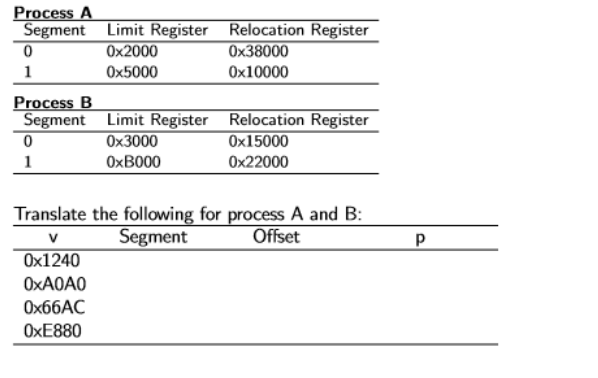 Process A
Segment Limit Register Relocation Register
0 0x2000 0x38000
1 0x5000 0x10000
Process B
Segment Limit Register Relocation Register
0 0x3000 0x15000
1 0xB000 0x22000
Translate the following for process A and B:
v Segment Offset p
0x1240
0xA0A0
0x66AC
0xE880